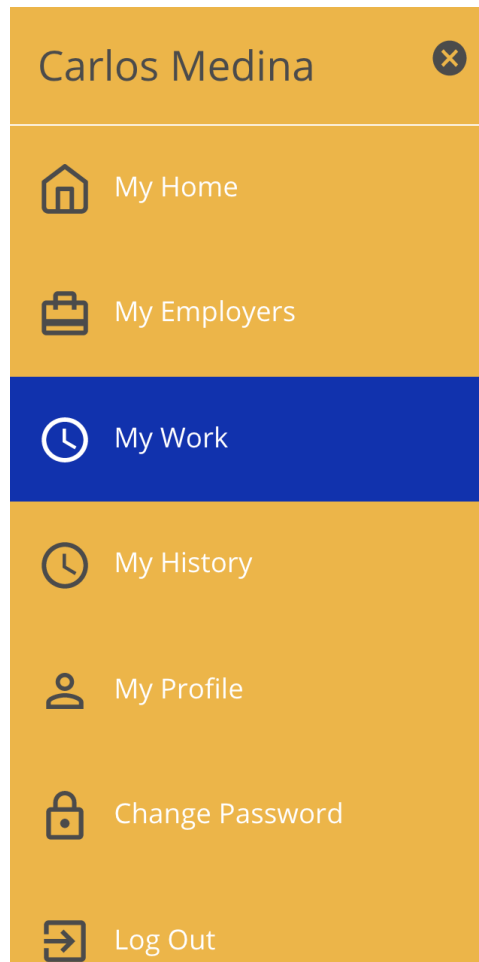 Carlos Medina
My Home
My Employers
My Work
My History
My Profile
Change Password
Log Out